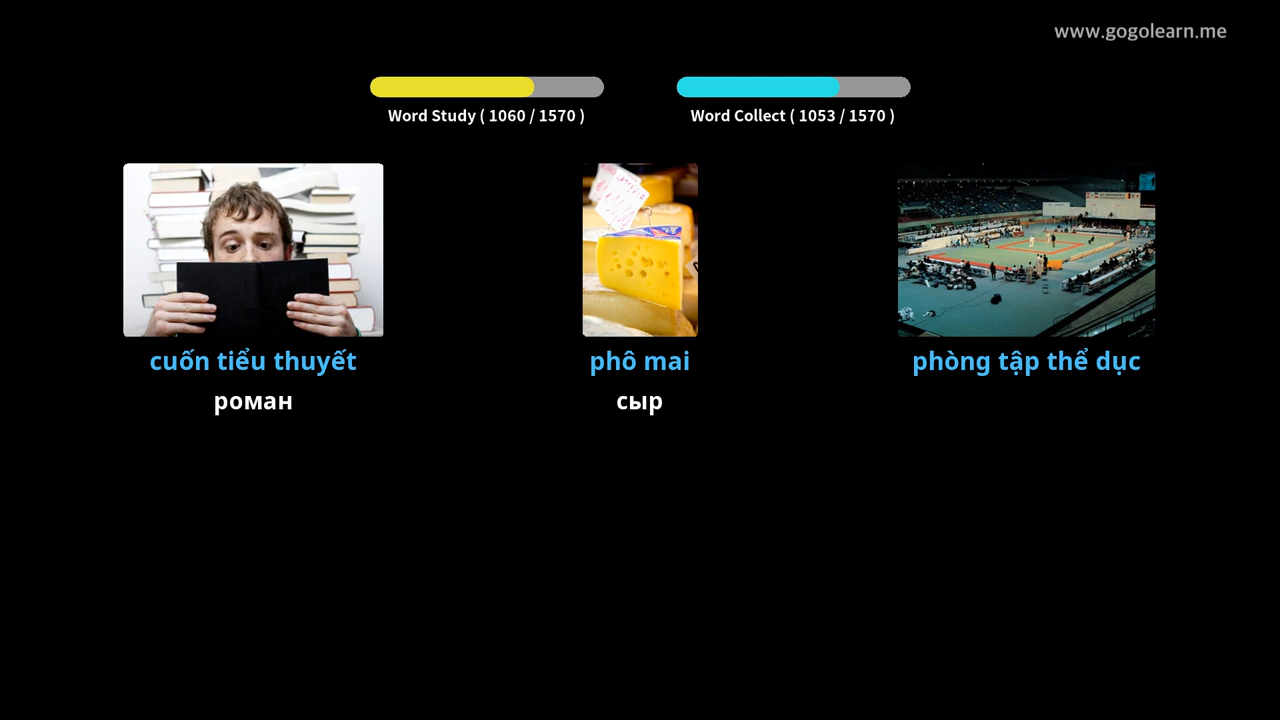 www.gogolearn.me
Word Study ( 1060 / 1570 )
Word Collect ( 1053 / 1570 )
cuốn tiểu thuyết
phô mai
phòng tập thể dục
роман
сыр